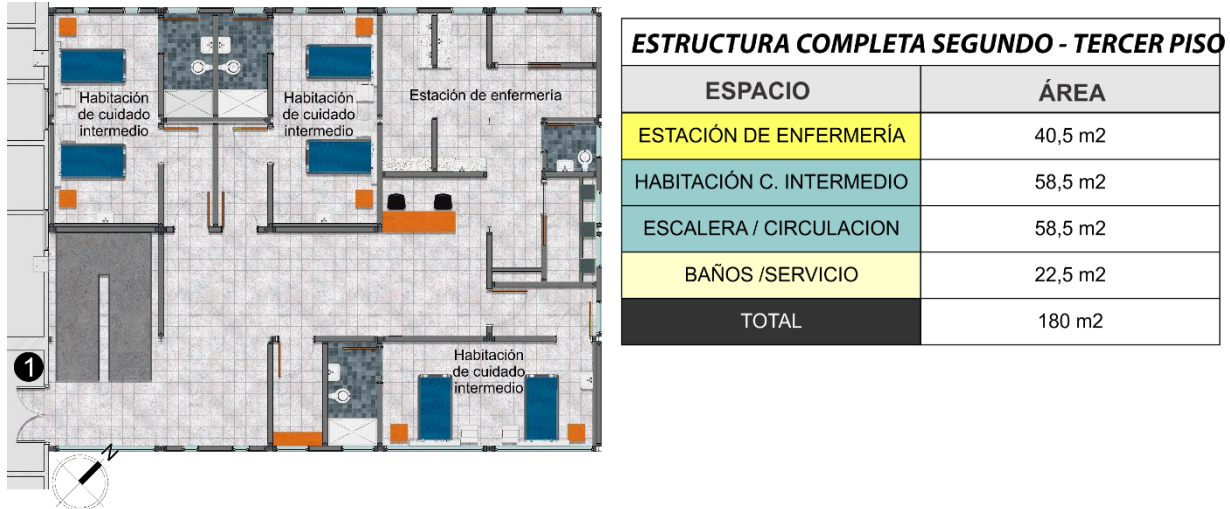 Habitación
de cuidado
intermedio
Habitación
de cuidado
intermedio
Estación de enfermería
Habitación
de cuidado
intermedio
1
N
ESTRUCTURA COMPLETA SEGUNDO - TERCER PISO
ESPACIO ÁREA
ESTACIÓN DE ENFERMERÍA 40,5 m2
HABITACIÓN C. INTERMEDIO 58,5 m2
ESCALERA / CIRCULACION 58,5 m2
BAÑOS /SERVICIO 22,5 m2
TOTAL 180 m2